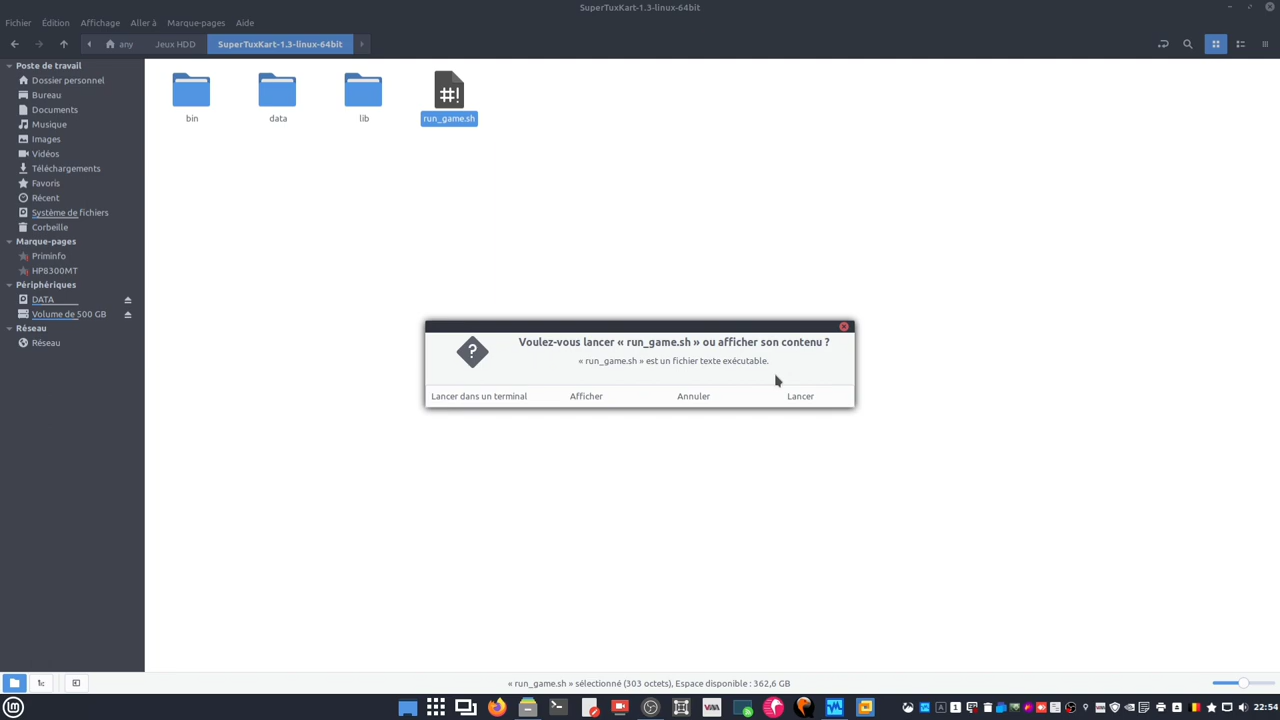 SuperTuxKart-1.3-linux-64bit
Fichier Édition Affichage Aller à Marque-pages Aide
any Jeux HDD SuperTuxKart-1.3-linux-64bit
Poste de travail
Dossier personnel
Bureau
Documents
Musique
Images
Vidéos
Téléchargements
Favoris
Récent
Système de fichiers
Corbeille
Marque-pages
Priminfo
HP8300MT
Périphériques
DATA
Volume de 500 GB
Réseau
Réseau
#!
bin data lib run_game.sh
?
Voulez-vous lancer « run_game.sh » ou afficher son contenu ?
« run_game.sh » est un fichier texte exécutable.
Lancer dans un terminal Afficher Annuler Lancer
« run_game.sh » sélectionné (303 octets), Espace disponible : 362,6 GB
22:54